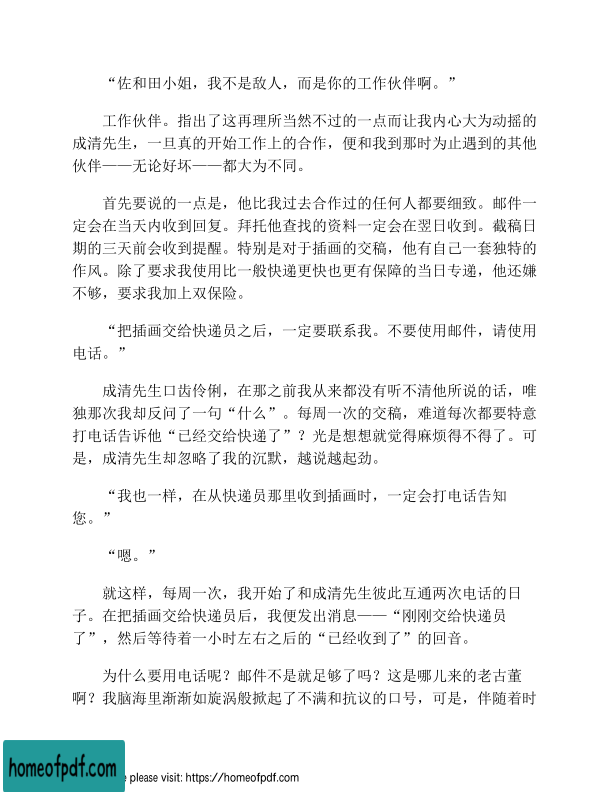 “佐和田小姐，我不是敌人，而是你的工作伙伴啊。”
工作伙伴。指出了这再理所当然不过的一点而让我内心大为动摇的
成清先生，一旦真的开始工作上的合作，便和我到那时为止遇到的其他
伙伴——无论好坏——都大为不同。
首先要说的一点是，他比我过去合作过的任何人都要细致。邮件一
定会在当天内收到回复。拜托他查找的资料一定会在翌日收到。截稿日
期的三天前会收到提醒。特别是对于插画的交稿，他有自己一套独特的
作风。除了要求我使用比一般快递更快也更有保障的当日专递，他还嫌
不够，要求我加上双保险。
“把插画交给快递员之后，一定要联系我。不要使用邮件，请使用
电话。”
成清先生口齿伶俐，在那之前我从来都没有听不清他所说的话，唯
独那次我却反问了一句“什么”。每周一次的交稿，难道每次都要特意
打电话告诉他“已经交给快递了”？光是想想就觉得麻烦得不得了。可
是，成清先生却忽略了我的沉默，越说越起劲。
“我也一样，在从快递员那里收到插画时，一定会打电话告知
您。”
“嗯。”
就这样，每周一次，我开始了和成清先生彼此互通两次电话的日
子。在把插画交给快递员后，我便发出消息——“刚刚交给快递员
了”，然后等待着一小时左右之后的“已经收到了”的回音。
为什么要用电话呢？邮件不是就足够了吗？这是哪儿来的老古董
啊？我脑海里渐渐如旋涡般掀起了不满和抗议的口号，可是，伴随着时
homeofpdf.com
e please visit: https://homeofpdf.com